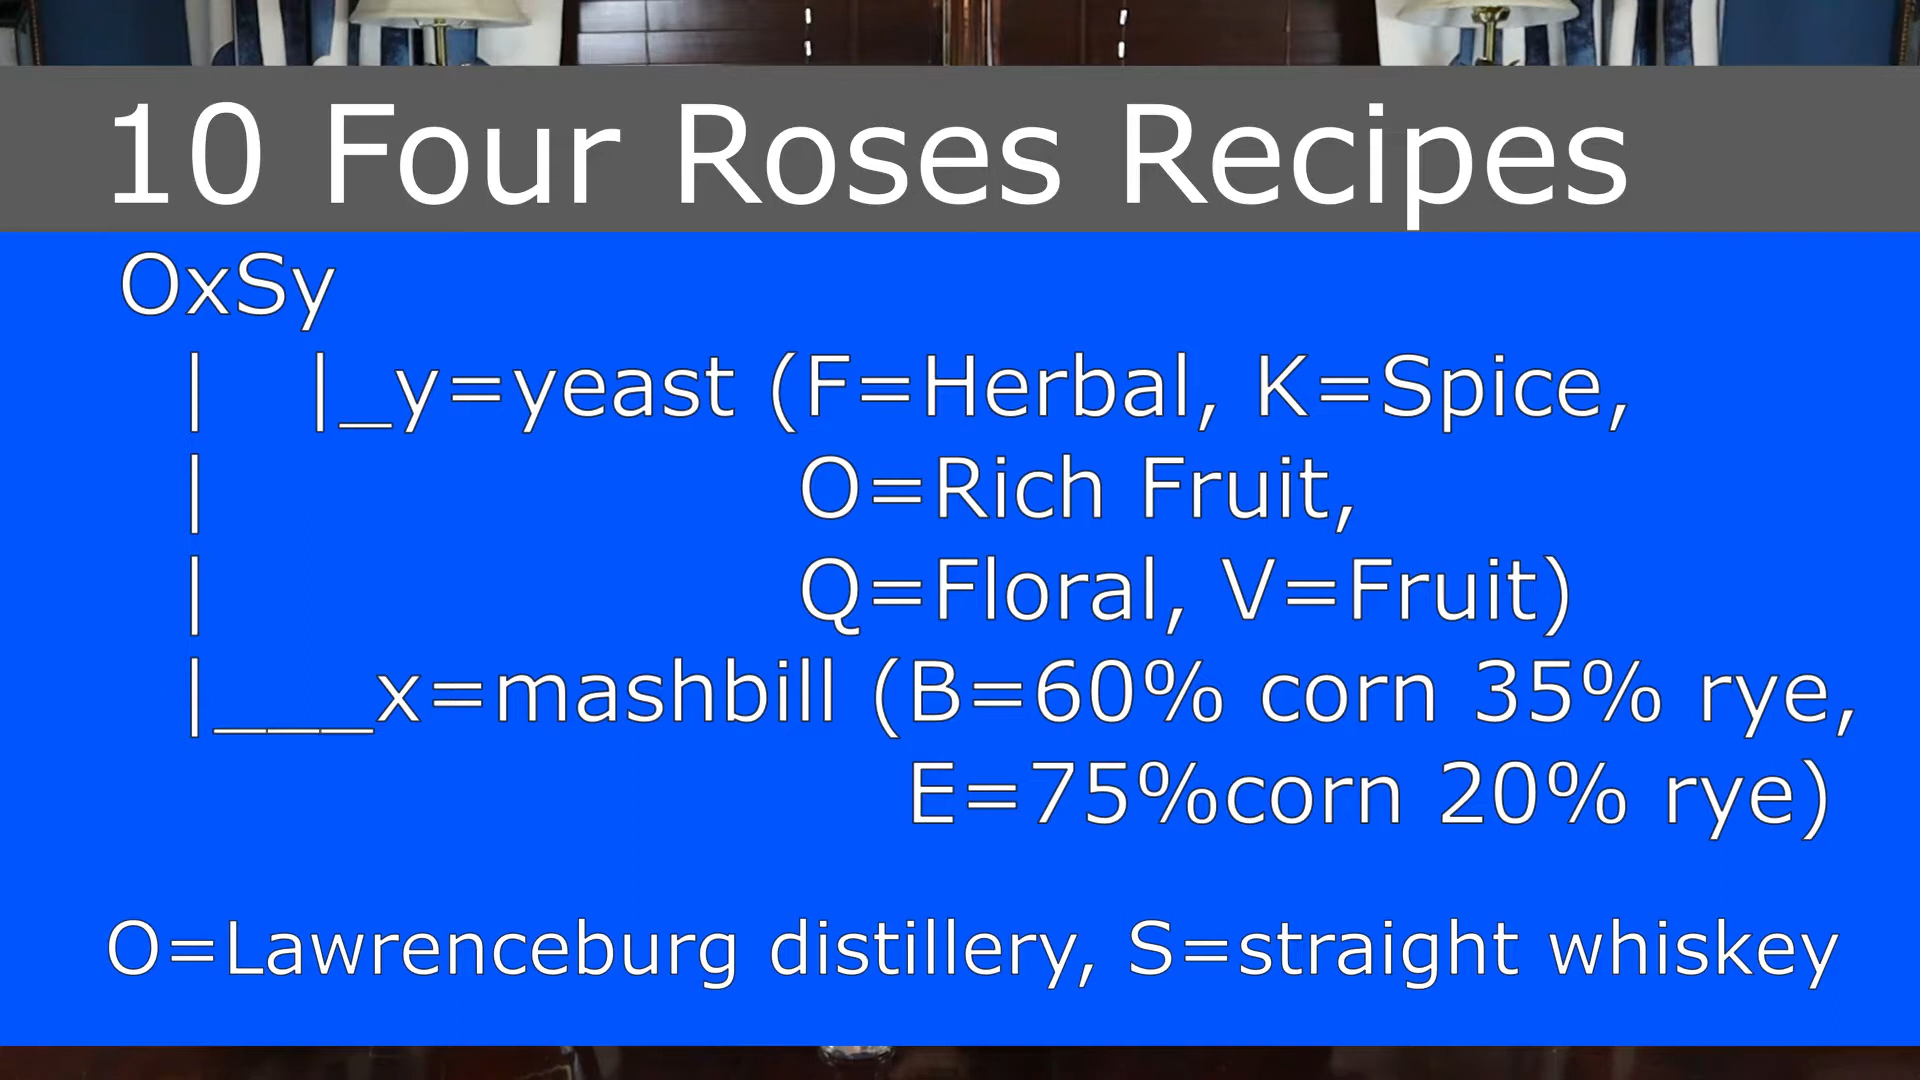 10 Four Roses Recipes
OxSy
| |_y=yeast (F=Herbal, K=Spice,
| O=Rich Fruit,
| Q=Floral, V=Fruit)
|___x=mashbill (B=60% corn 35% rye,
E=75%corn 20% rye)
O=Lawrenceburg distillery, S=straight whiskey